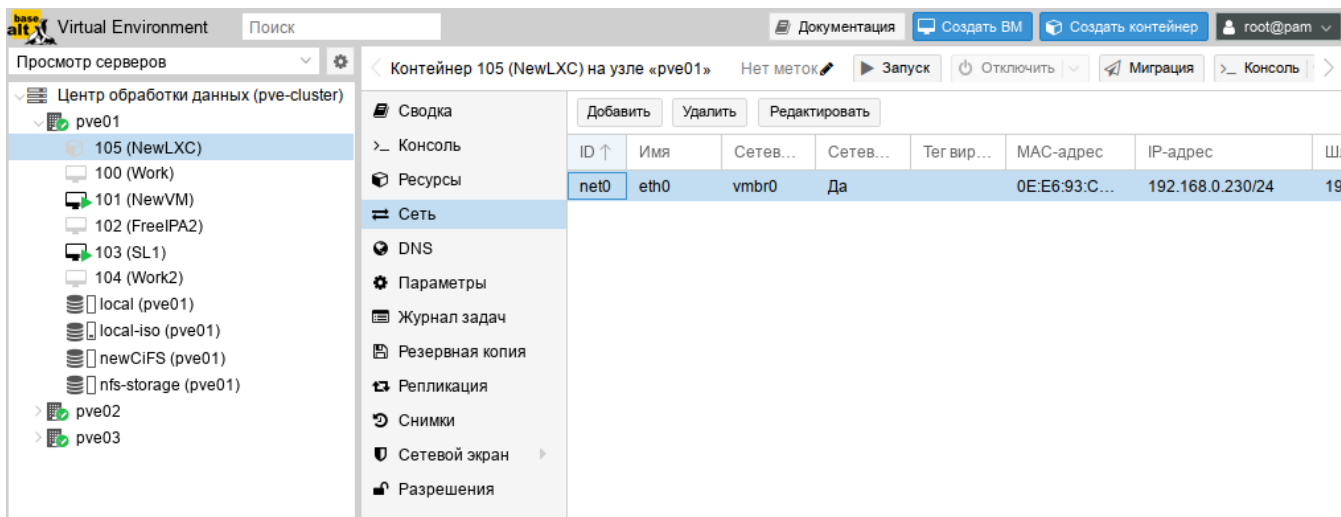 base
alt Virtual Environment Поиск Документация Создать ВМ Создать контейнер root@pam
Просмотр серверов
Контейнер 105 (NewLXC) на узле «pve01» Нет меток Запуск Отключить Миграция >_ Консоль
Центр обработки данных (pve-cluster)
pve01
105 (NewLXC)
100 (Work)
101 (NewVM)
102 (FreeIPA2)
103 (SL1)
104 (Work2)
local (pve01)
local-iso (pve01)
newCiFS (pve01)
nfs-storage (pve01)
pve02
pve03
Сводка
>_ Консоль
Ресурсы
Сеть
DNS
Параметры
Журнал задач
Резервная копия
Репликация
Снимки
Сетевой экран
Разрешения
Добавить Удалить Редактировать
ID ↑ Имя Сетев... Сетев... Тег вир... MAC-адрес IP-адрес
net0 eth0 vmbr0 Да 0E:E6:93:C... 192.168.0.230/24 19